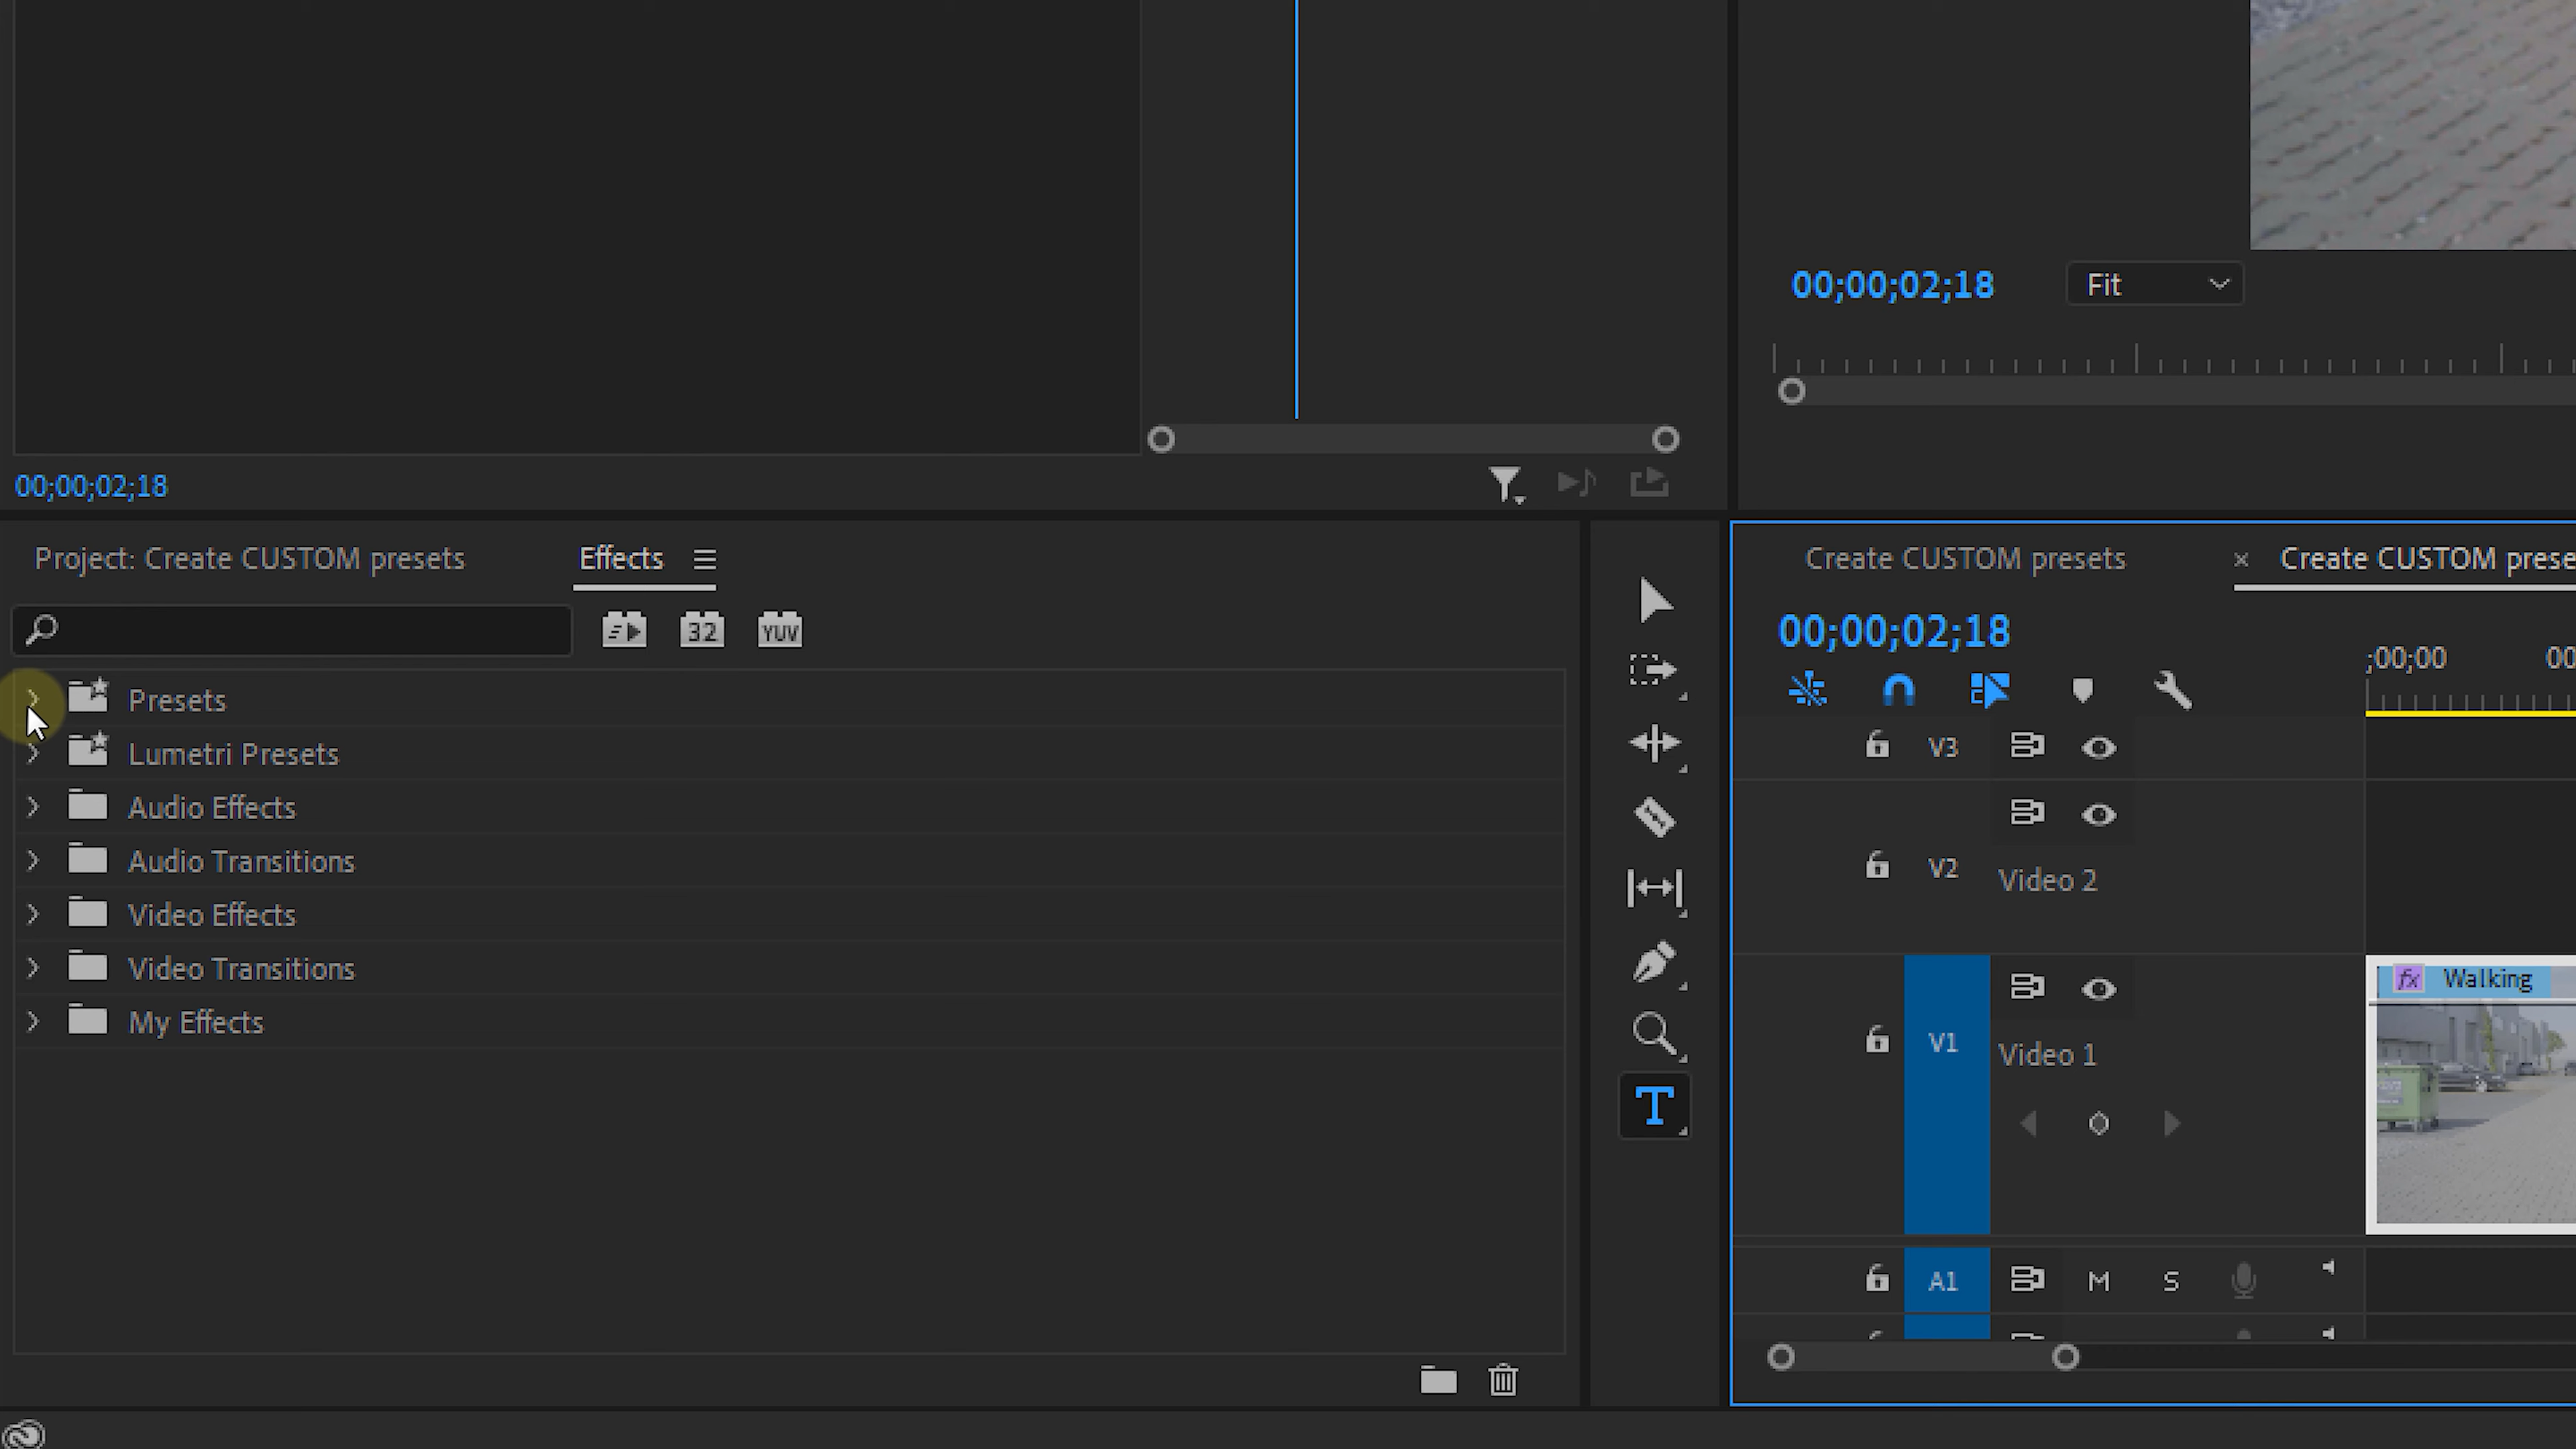 00;00;02;18
Fit
00;00;02;18
Project: Create CUSTOM presets
Effects
32
YUV
Presets
Lumetri Presets
Audio Effects
Audio Transitions
Video Effects
Video Transitions
My Effects
T
Create CUSTOM presets
× Create CUSTOM prese
00;00;02;18
;00;00
00
V3
V2
Video 2
fx Walking
V1
Video 1
A1
M
S